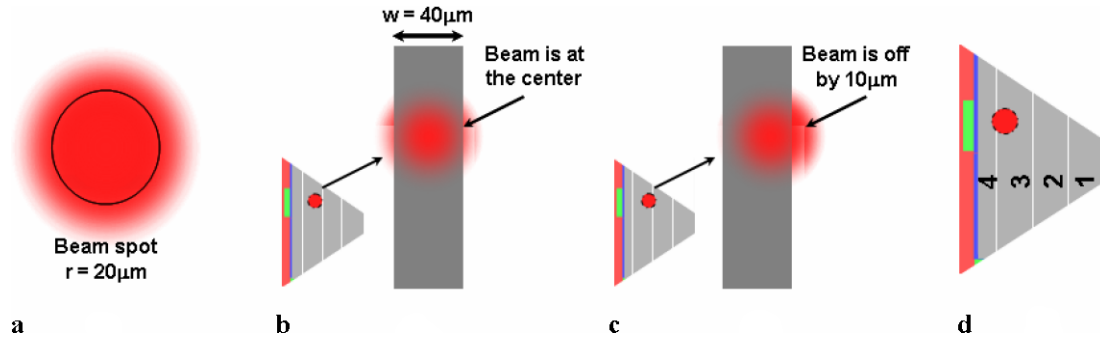 Beam spot
r = 20μm
a
w = 40μm
Beam is at
the center
b
Beam is off
by 10μm
c
4
3
2
1
d